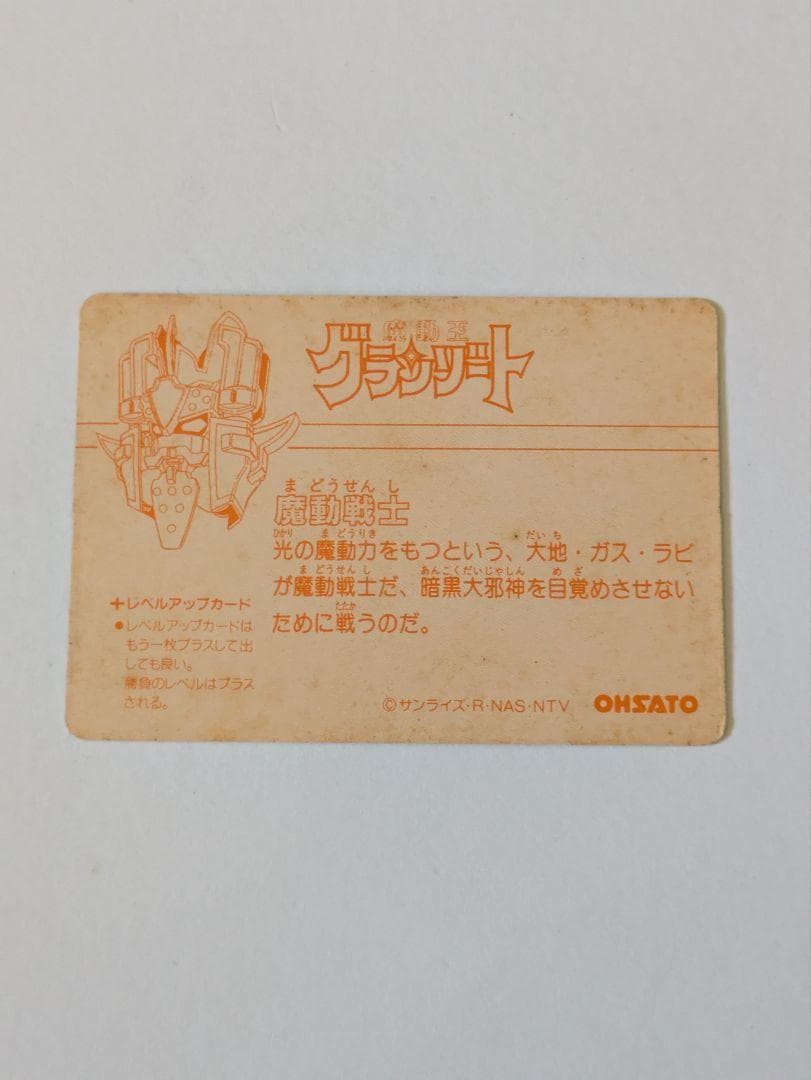 魔動王
グランゾート
まどうせんし
魔動戦士
ひかり まどうりき だいち
光の魔動力をもつという、大地・ガス・ラビ
まどうせんし あんこくだいじゃしん めざ
が魔動戦士だ、暗黒大邪神を目覚めさせない
たたか
ために戦うのだ。
+レベルアップカード
●レベルアップカードは
もう一枚プラスして出
しても良い。
勝負のレベルはプラス
される。
©サンライズ・R・NAS・NTV
OHSATO